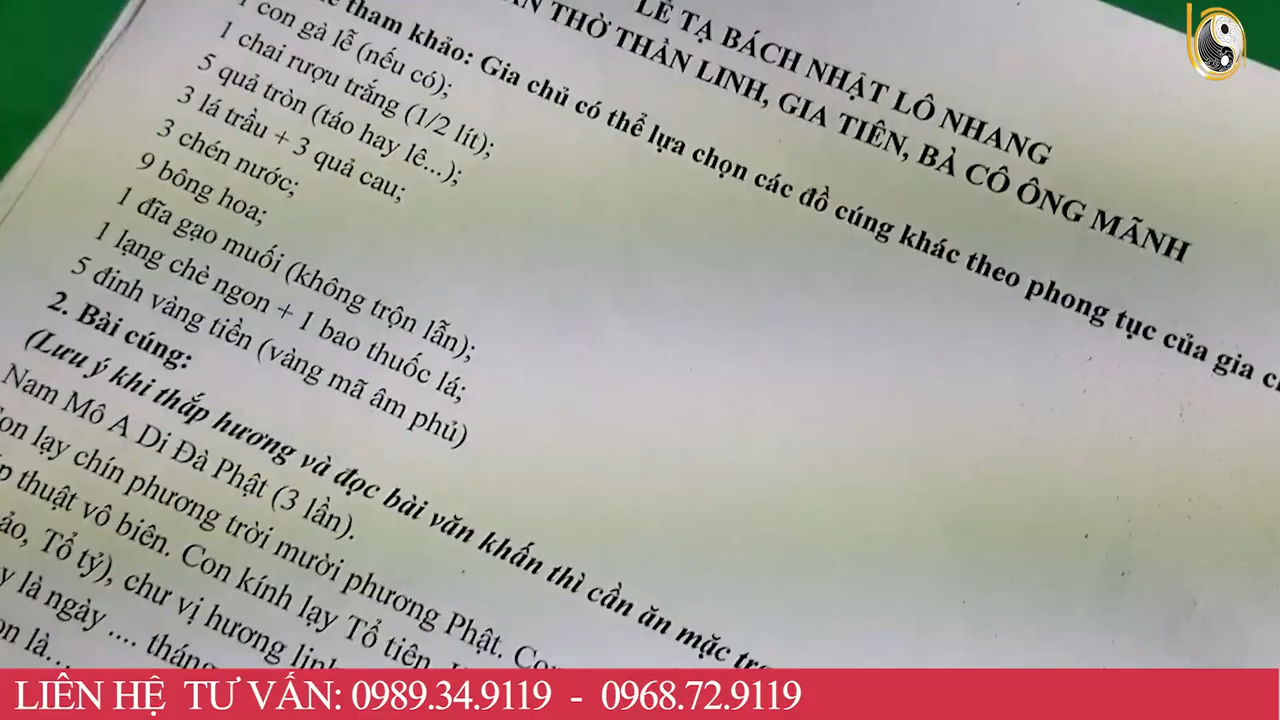 LỄ TẠ BÁCH NHẬT LÔ NHANG
THỜ THẦN LINH, GIA TIÊN, BÀ CÔ ÔNG MÃNH
tham khảo: Gia chủ có thể lựa chọn các đồ cúng khác theo phong tục của gia
1 con gà lễ (nếu có);
1 chai rượu trắng (1/2 lít);
5 quả tròn (táo hay lê...);
3 lá trầu + 3 quả cau;
3 chén nước;
9 bông hoa;
1 đĩa gạo muối (không trộn lẫn);
1 lạng chè ngon + 1 bao thuốc lá;
5 đinh vàng tiền (vàng mã âm phủ)
2. Bài cúng:
(Lưu ý khi thắp hương và đọc bài văn khấn thì cần ăn mặc
Nam Mô A Di Đà Phật (3 lần).
lạy chín phương trời mười phương Phật.
thuật vô biên. Con kính lạy Tổ tiên
Tổ tỷ), chư vị hương linh
là ngày .... tháng
là...
LIÊN HỆ TƯ VẤN: 0989.34.9119 - 0968.72.9119